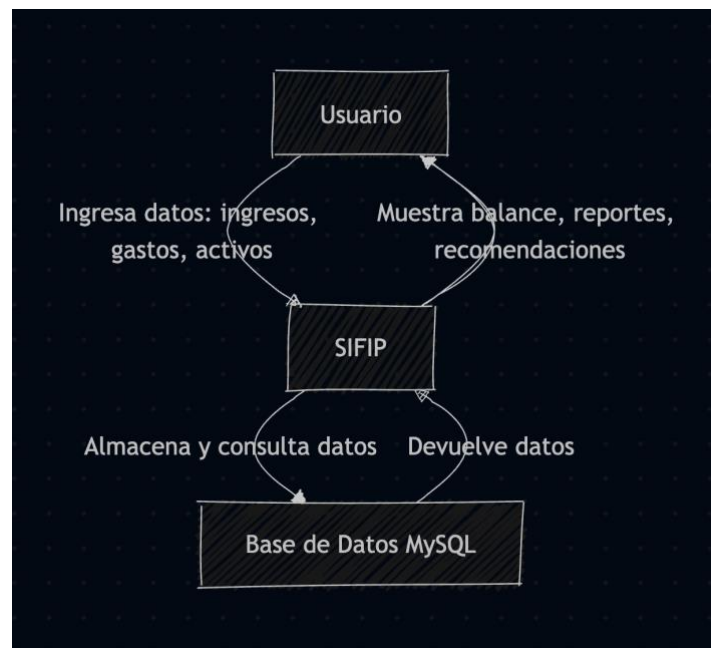 Usuario
Ingresa datos: ingresos,
gastos, activos
Muestra balance, reportes,
recomendaciones
SIFIP
Almacena y consulta datos
Devuelve datos
Base de Datos MySQL